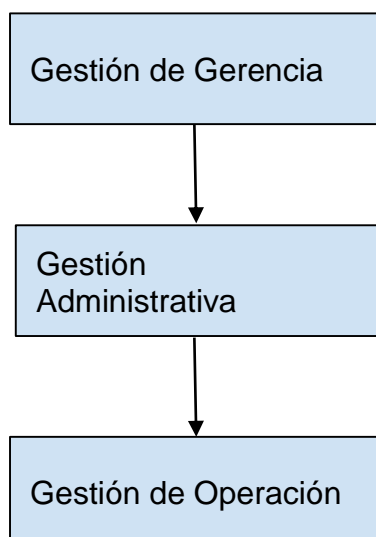 Gestión de Gerencia
Gestión
Administrativa
Gestión de Operación